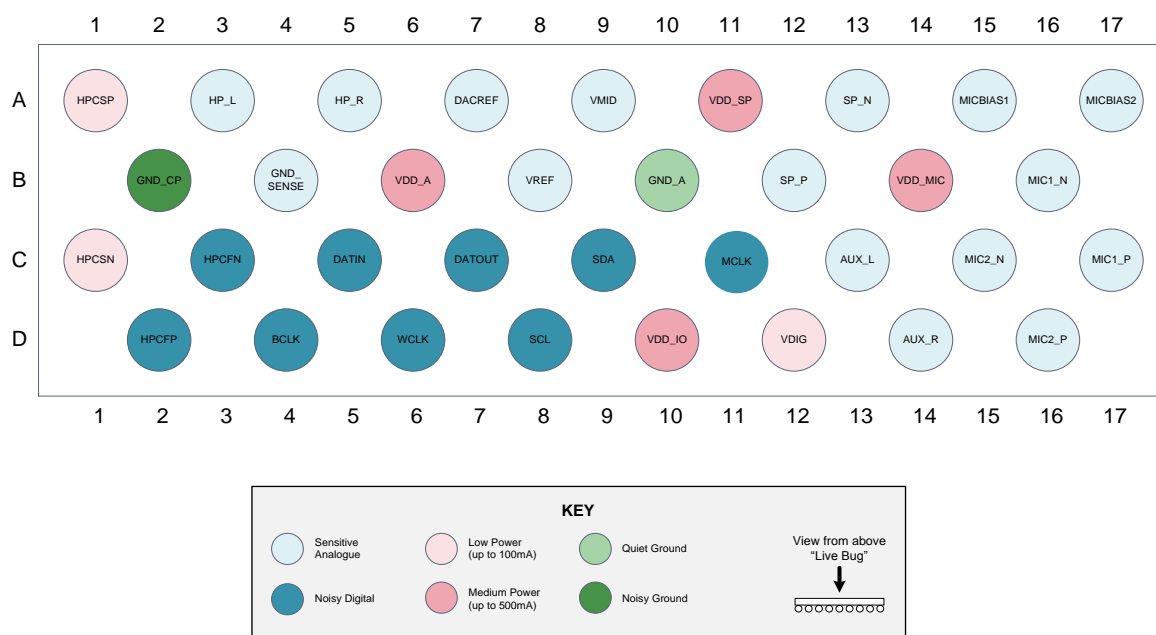 1 2 3 4 5 6 7 8 9 10 11 12 13 14 15 16 17
A HPCSP HP_L HP_R DACREF VMID VDD_SP SP_N MICBIAS1 MICBIAS2
B GND_CP GND_ VDD_A VREF GND_A SP_P VDD_MIC MIC1_N
SENSE
C HPCSN HPCFN DATIN DATOUT SDA MCLK AUX_L MIC2_N MIC1_P
D HPCFP BCLK WCLK SCL VDD_IO VDIG AUX_R MIC2_P
1 2 3 4 5 6 7 8 9 10 11 12 13 14 15 16 17
KEY
Sensitive
Analogue
Low Power
(up to 100mA)
Quiet Ground
Noisy Digital
Medium Power
(up to 500mA)
Noisy Ground
View from above
“Live Bug”